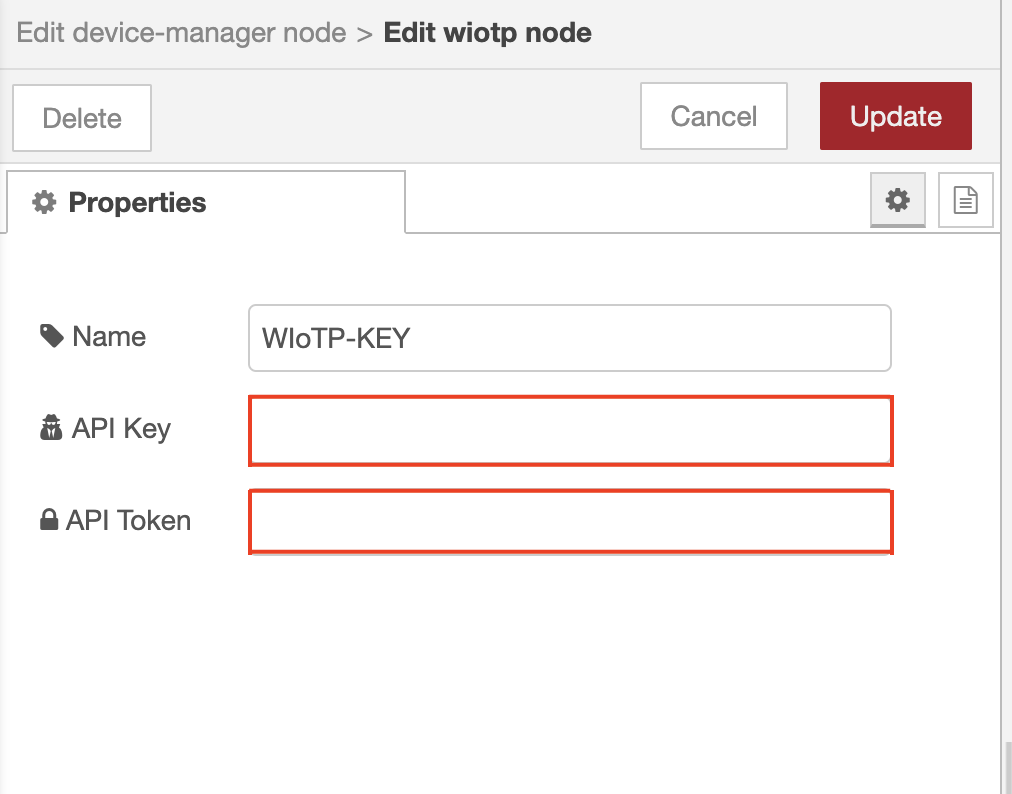 Edit device-manager node > Edit wiotp node
Delete Cancel Update
Properties
Name WIoTP-KEY
API Key
API Token